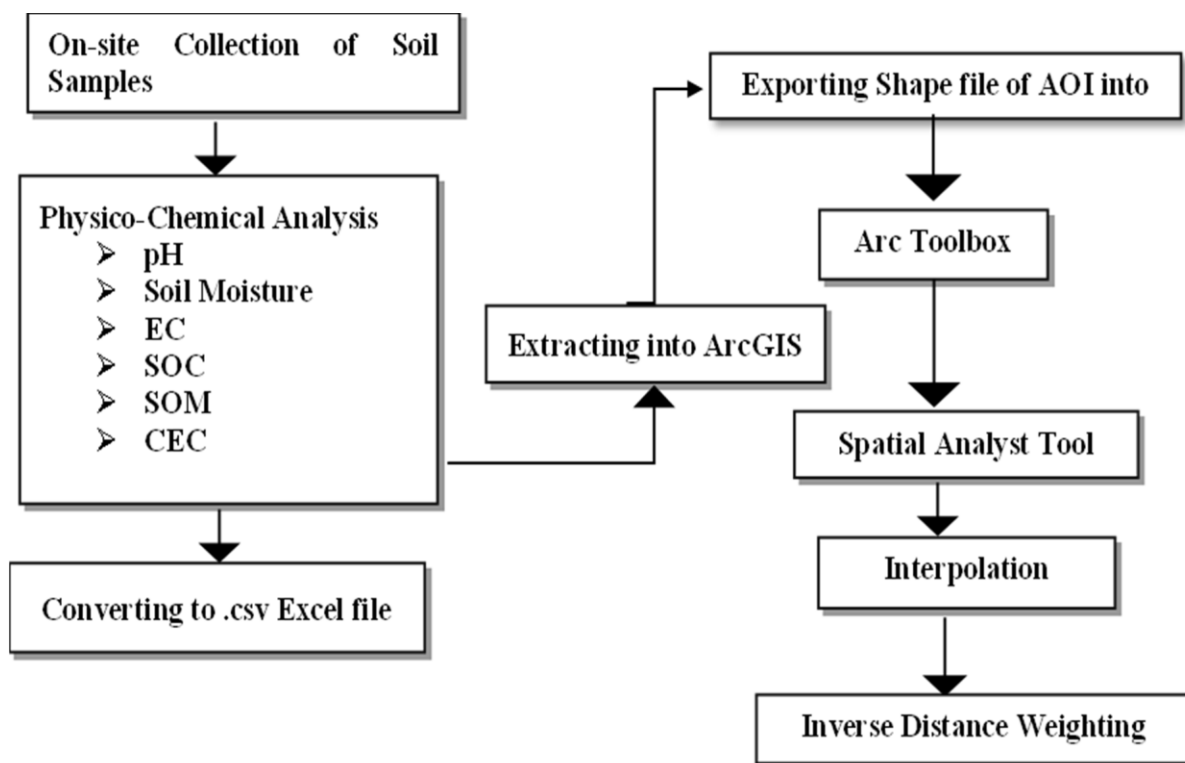 On-site Collection of Soil
Samples
Physico-Chemical Analysis
➢ pH
➢ Soil Moisture
➢ EC
➢ SOC
➢ SOM
➢ CEC
Converting to .csv Excel file
Extracting into ArcGIS
Exporting Shape file of AOI into
Arc Toolbox
Spatial Analyst Tool
Interpolation
Inverse Distance Weighting